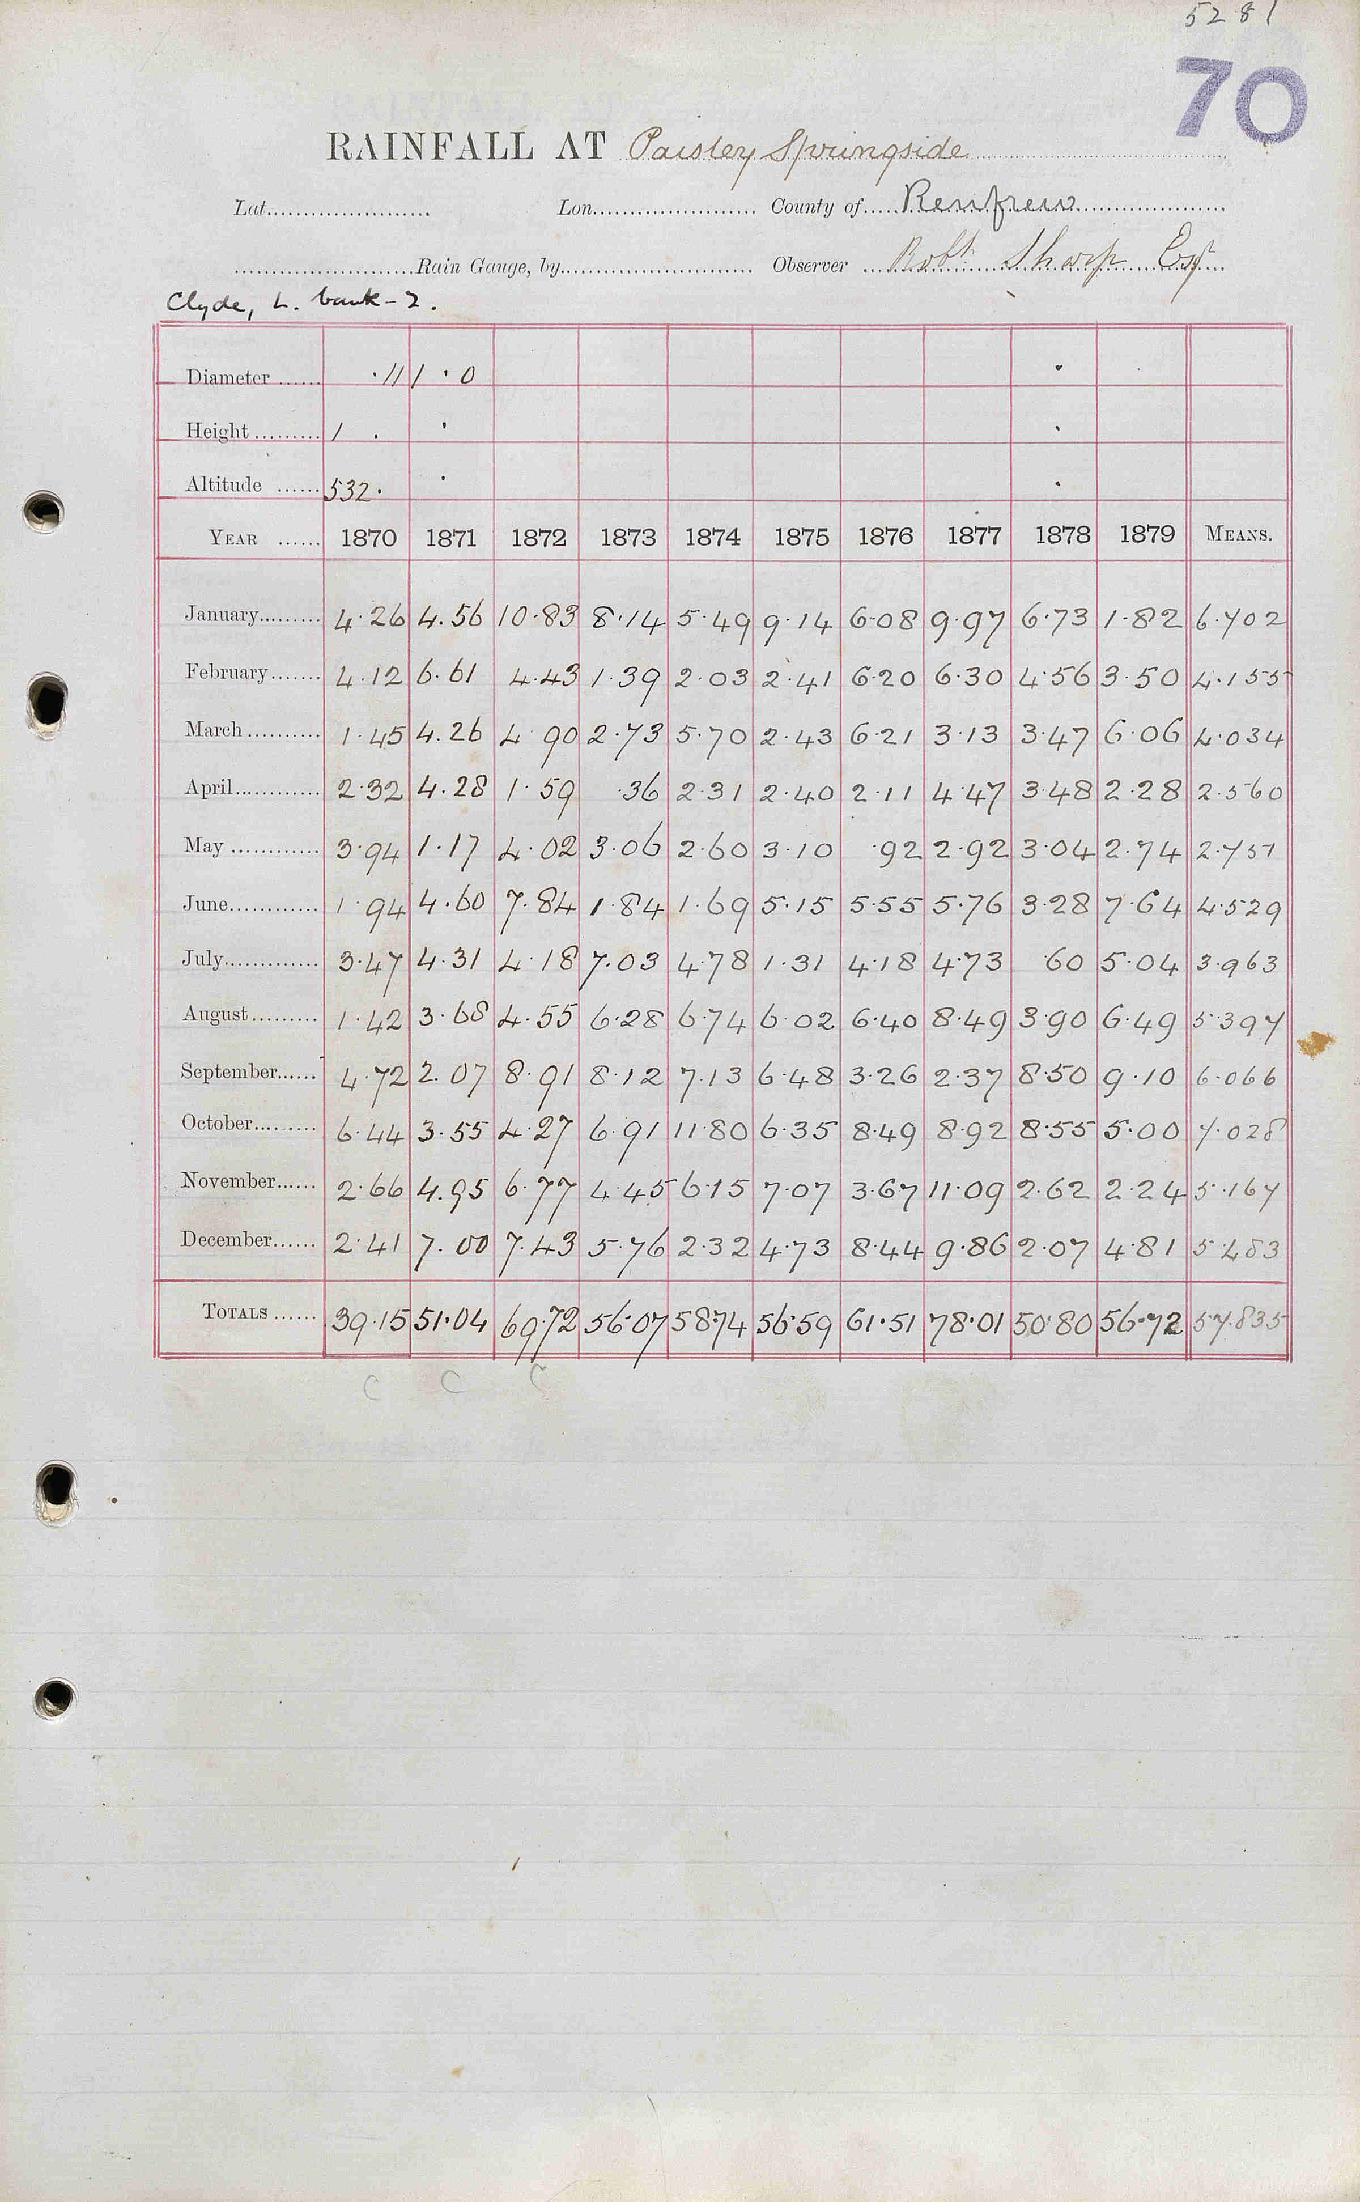 5281
70
RAINFALL AT Paisley Springside
Lat. Lon. County of Renfrew
Rain Gauge, by Observer Robt Sharp Esq
Clyde, L. bank - 2.
Diameter ·11 1·0
Height 1 .
Altitude 532.
YEAR 1870 1871 1872 1873 1874 1875 1876 1877 1878 1879 MEANS.
January 4·26 4.56 10·83 8·14 5·49 9·14 6·08 9·97 6·73 1·82 6·702
February 4·12 6.61 4·43 1·39 2·03 2·41 6·20 6·30 4·56 3·50 4·155
March 1·45 4.26 4·90 2·73 5·70 2·43 6·21 3·13 3·47 6·06 4·034
April 2·32 4.28 1·59 ·36 2·31 2·40 2·11 4·47 3·48 2·28 2·560
May 3·94 1·17 4·02 3·06 2·60 3·10 ·92 2·92 3·04 2·74 2·751
June 1·94 4.60 7·84 1·84 1·69 5·15 5·55 5·76 3·28 7·64 4·529
July 3·47 4.31 4·18 7·03 4·78 1·31 4·18 4·73 ·60 5·04 3·963
August 1·42 3·68 4·55 6·28 6·74 6·02 6·40 8·49 3·90 6·49 5·397
September 4·72 2.07 8·91 8·12 7·13 6·48 3·26 2·37 8·50 9·10 6·066
October 6·44 3·55 4·27 6·91 11·80 6·35 8·49 8·92 8·55 5·00 7·028
November 2·66 4.95 6·77 4·45 6·15 7·07 3·67 11·09 2·62 2·24 5·167
December 2·41 7.00 7·43 5·76 2·32 4·73 8·44 9·86 2·07 4·81 5·483
TOTALS 39·15 51·04 69·72 56·07 58·74 56·59 61·51 78·01 50·80 56·72 57·835
C C C